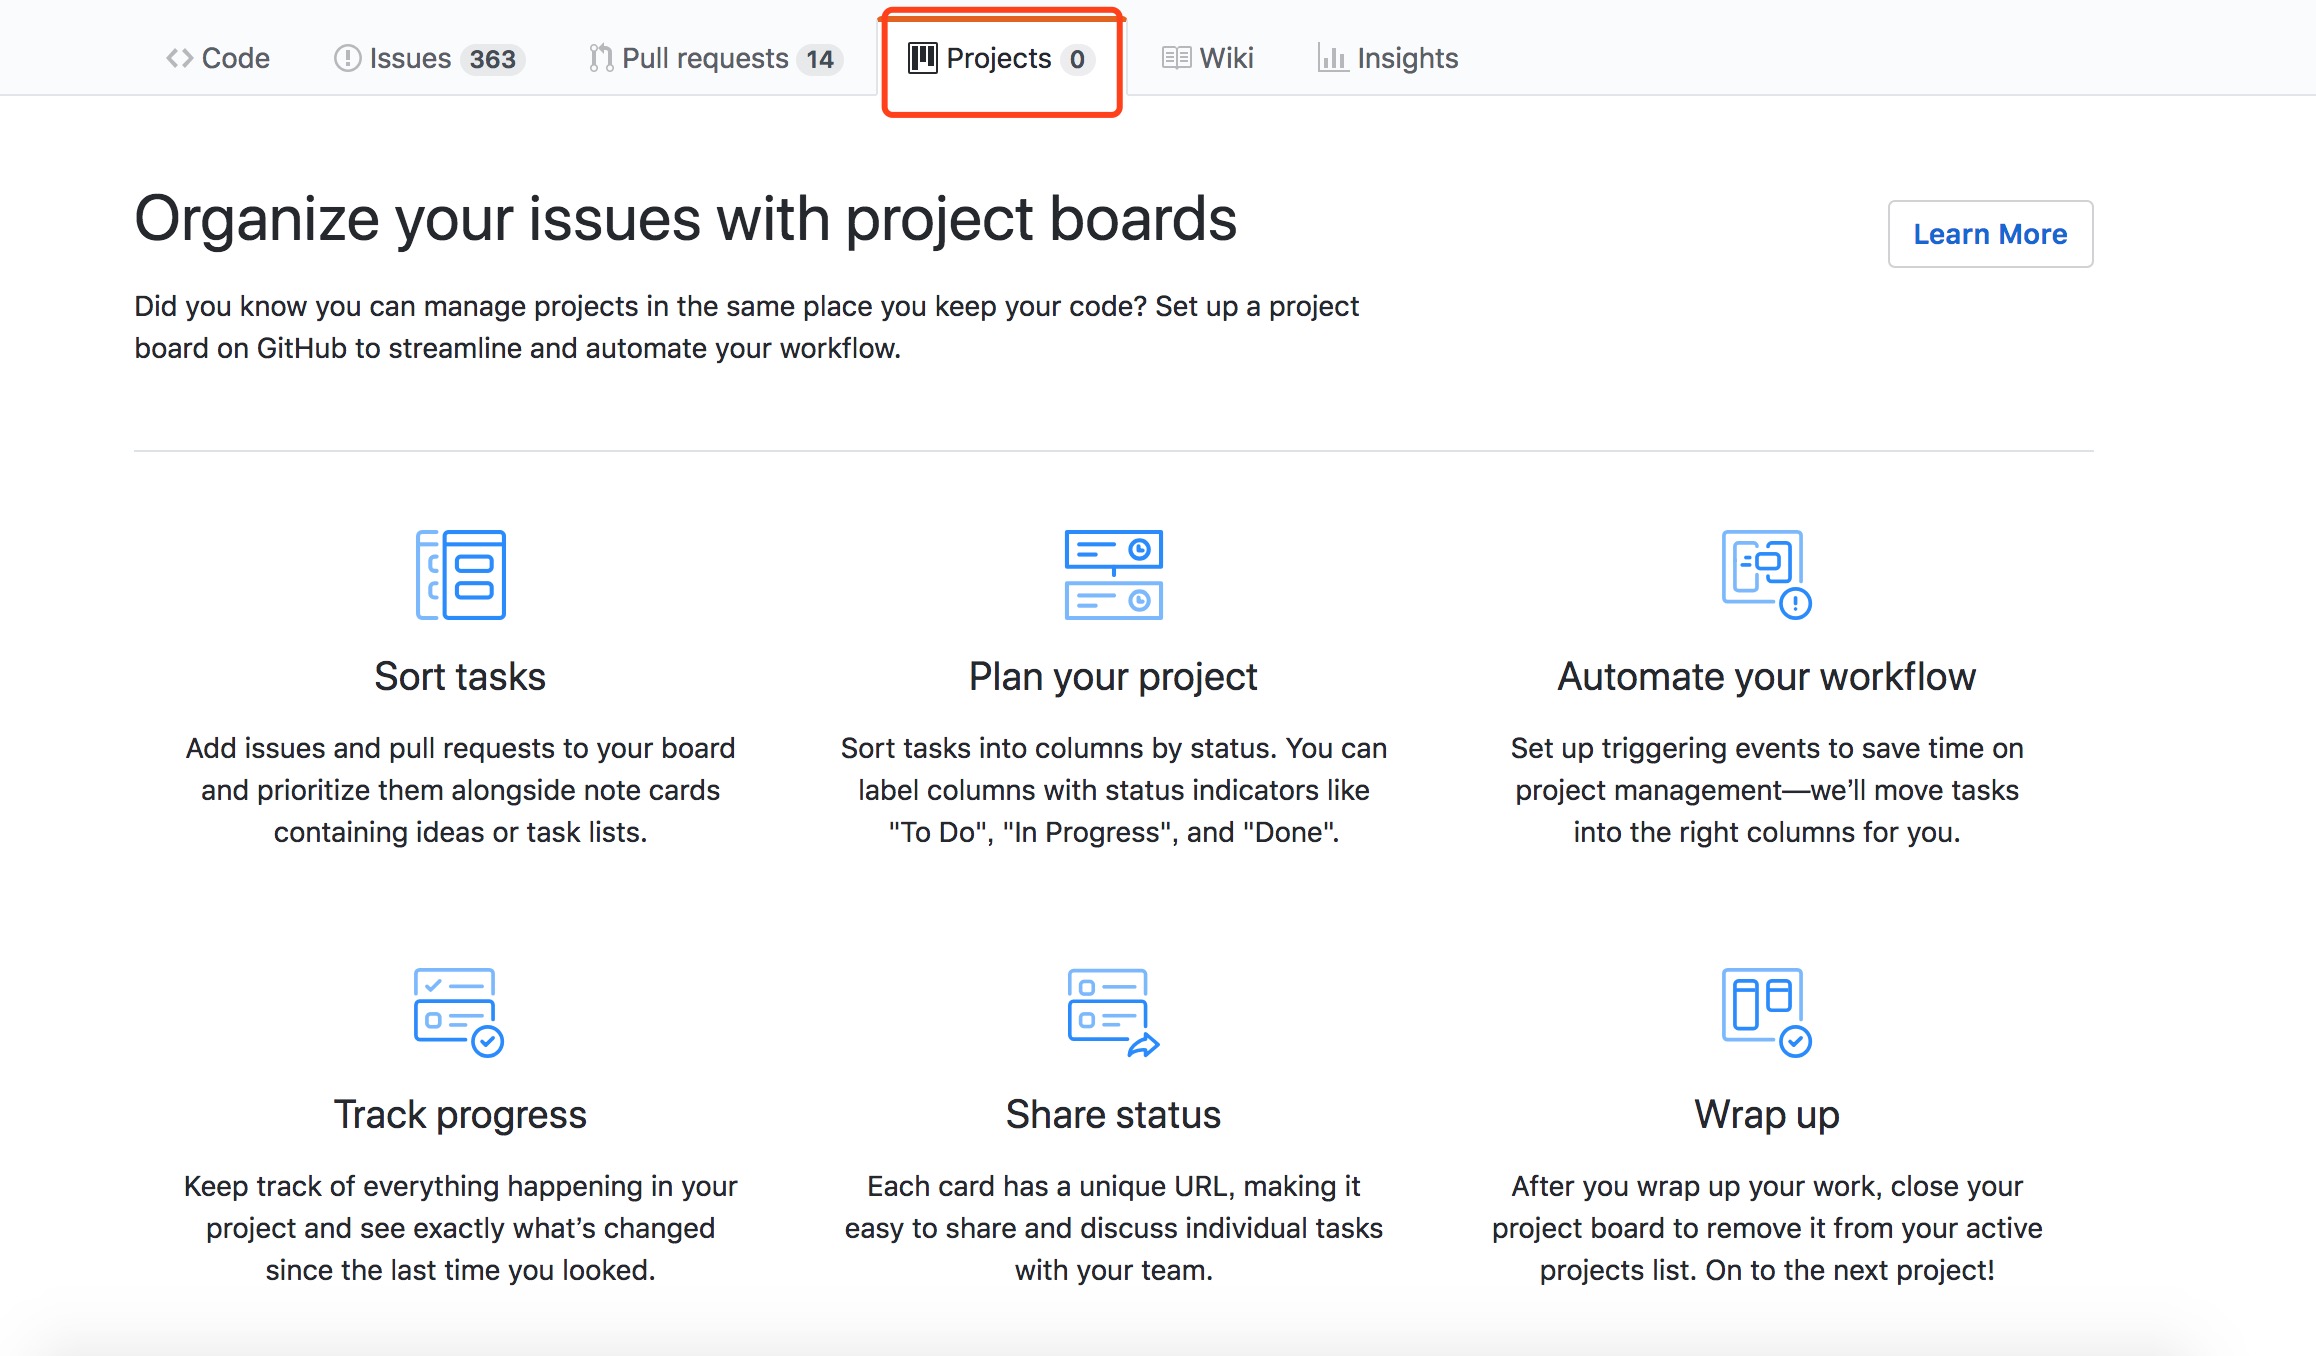 Code Issues 363 Pull requests 14 Projects 0 Wiki Insights
Organize your issues with project boards
Learn More
Did you know you can manage projects in the same place you keep your code? Set up a project
board on GitHub to streamline and automate your workflow.
Sort tasks
Add issues and pull requests to your board
and prioritize them alongside note cards
containing ideas or task lists.
Plan your project
Sort tasks into columns by status. You can
label columns with status indicators like
"To Do", "In Progress", and "Done".
Automate your workflow
Set up triggering events to save time on
project management—we’ll move tasks
into the right columns for you.
Track progress
Keep track of everything happening in your
project and see exactly what’s changed
since the last time you looked.
Share status
Each card has a unique URL, making it
easy to share and discuss individual tasks
with your team.
Wrap up
After you wrap up your work, close your
project board to remove it from your active
projects list. On to the next project!